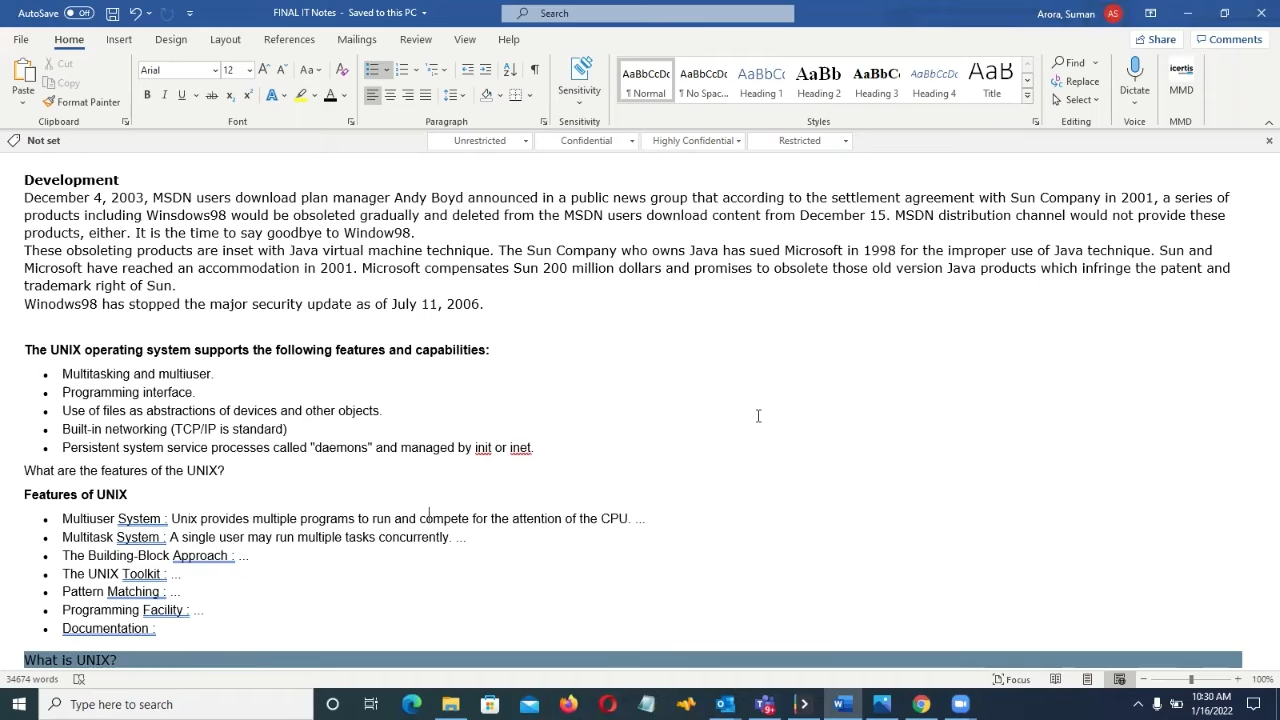 AutoSave Off FINAL IT Notes - Saved to this PC Search Arora, Suman AS
File Home Insert Design Layout References Mailings Review View Help Share Comments
Paste Cut Copy Format Painter Clipboard
Arial 12 Font
Paragraph
Sensitivity Sensitivity
AaBbCcDc AaBbCcDc AaBbCc AaBb AaBbCc AaBbCcDc AaB
¶ Normal ¶ No Spac... Heading 1 Heading 2 Heading 3 Heading 4 Title
Styles
Find Replace Select Editing
Dictate Voice
icertis MMD MMD
Not set Unrestricted Confidential Highly Confidential Restricted
Development
December 4, 2003, MSDN users download plan manager Andy Boyd announced in a public news group that according to the settlement agreement with Sun Company in 2001, a series of
products including Winsdows98 would be obsoleted gradually and deleted from the MSDN users download content from December 15. MSDN distribution channel would not provide these
products, either. It is the time to say goodbye to Window98.
These obsoleting products are inset with Java virtual machine technique. The Sun Company who owns Java has sued Microsoft in 1998 for the improper use of Java technique. Sun and
Microsoft have reached an accommodation in 2001. Microsoft compensates Sun 200 million dollars and promises to obsolete those old version Java products which infringe the patent and
trademark right of Sun.
Winodws98 has stopped the major security update as of July 11, 2006.
The UNIX operating system supports the following features and capabilities:
• Multitasking and multiuser.
• Programming interface.
• Use of files as abstractions of devices and other objects.
• Built-in networking (TCP/IP is standard)
• Persistent system service processes called "daemons" and managed by init or inet.
What are the features of the UNIX?
Features of UNIX
• Multiuser System : Unix provides multiple programs to run and compete for the attention of the CPU. ...
• Multitask System : A single user may run multiple tasks concurrently. ...
• The Building-Block Approach : ...
• The UNIX Toolkit : ...
• Pattern Matching : ...
• Programming Facility : ...
• Documentation :
What is UNIX?
34674 words Focus 100%
Type here to search 10:30 AM
1/16/2022